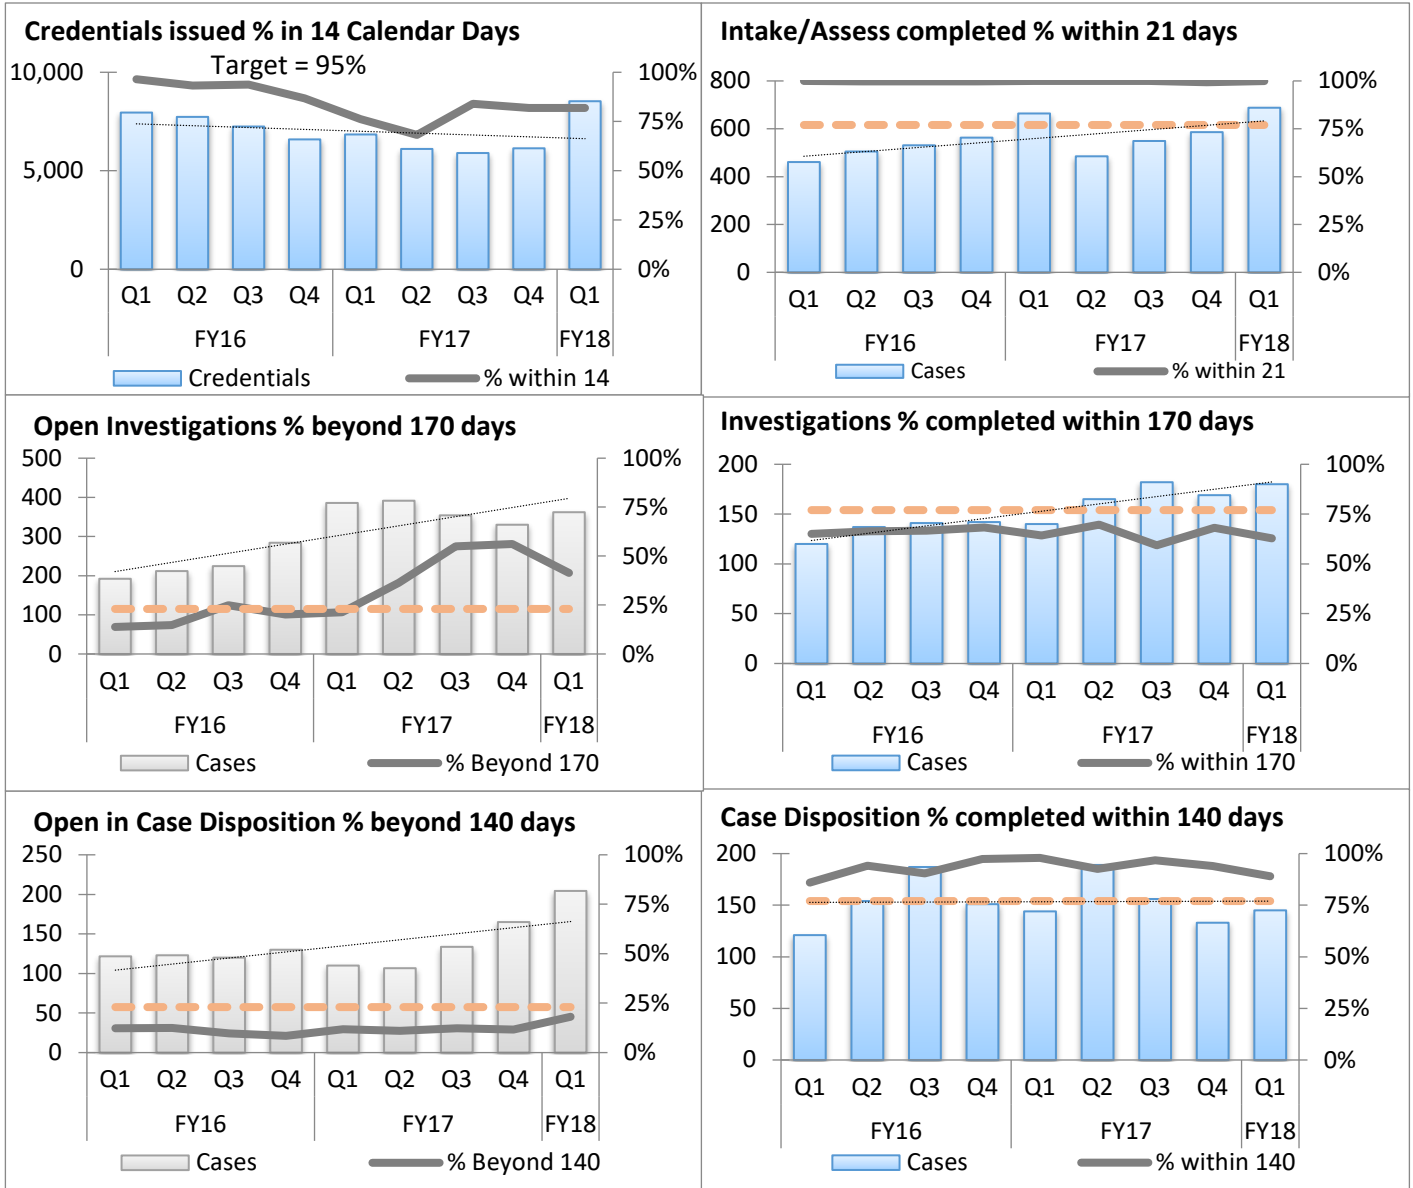 Credentials issued % in 14 Calendar Days
Target = 95%
10,000
5,000
0
100%
75%
50%
25%
0%
Q1 Q2 Q3 Q4 Q1 Q2 Q3 Q4 Q1
FY16 FY17 FY18
Credentials % within 14
Intake/Assess completed % within 21 days
800
600
400
200
0
100%
75%
50%
25%
0%
Q1 Q2 Q3 Q4 Q1 Q2 Q3 Q4 Q1
FY16 FY17 FY18
Cases % within 21
Open Investigations % beyond 170 days
500
400
300
200
100
0
100%
75%
50%
25%
0%
Q1 Q2 Q3 Q4 Q1 Q2 Q3 Q4 Q1
FY16 FY17 FY18
Cases % Beyond 170
Investigations % completed within 170 days
200
150
100
50
0
100%
75%
50%
25%
0%
Q1 Q2 Q3 Q4 Q1 Q2 Q3 Q4 Q1
FY16 FY17 FY18
Cases % within 170
Open in Case Disposition % beyond 140 days
250
200
150
100
50
0
100%
75%
50%
25%
0%
Q1 Q2 Q3 Q4 Q1 Q2 Q3 Q4 Q1
FY16 FY17 FY18
Cases % Beyond 140
Case Disposition % completed within 140 days
200
150
100
50
0
100%
75%
50%
25%
0%
Q1 Q2 Q3 Q4 Q1 Q2 Q3 Q4 Q1
FY16 FY17 FY18
Cases % within 140